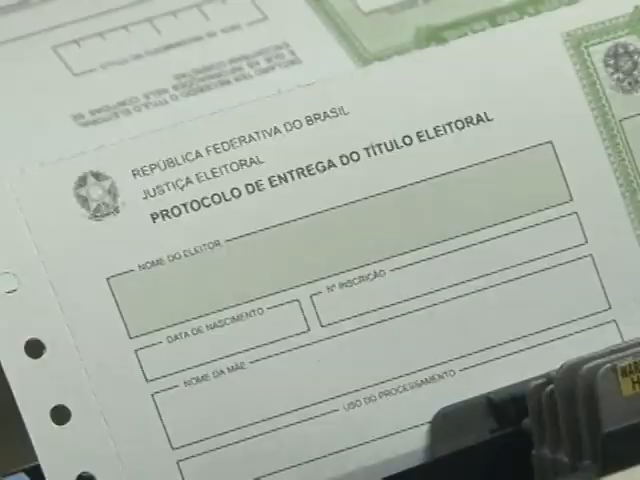 REPÚBLICA FEDERATIVA DO BRASIL
JUSTIÇA ELEITORAL
PROTOCOLO DE ENTREGA DO TÍTULO ELEITORAL
NOME DO ELEITOR
DATA DE NASCIMENTO
Nº INSCRIÇÃO
NOME DA MÃE
USO DO PROCESSAMENTO